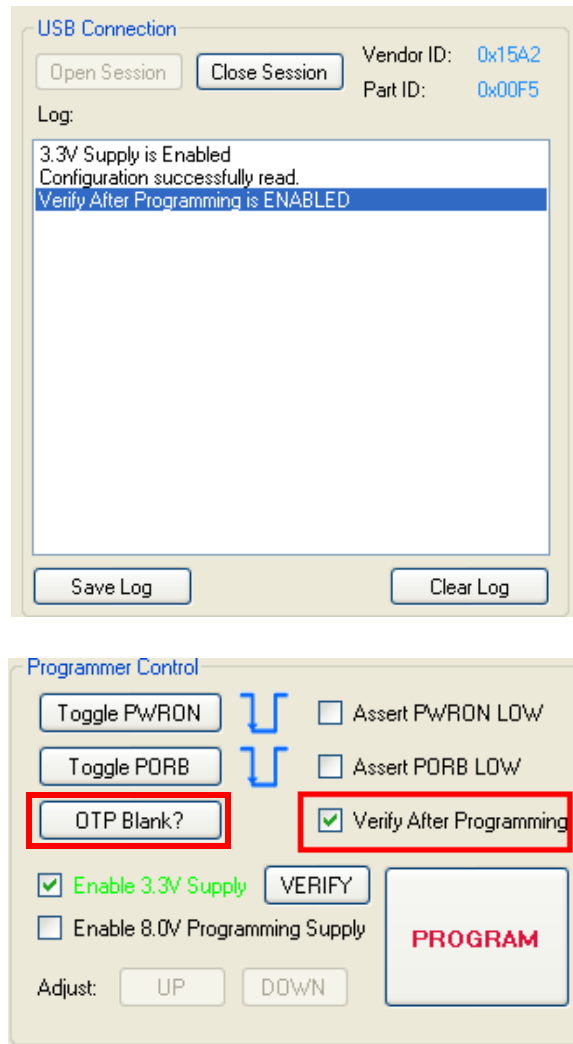 USB Connection
Open Session Close Session Vendor ID: 0x15A2
Part ID: 0x00F5
Log:
3.3V Supply is Enabled
Configuration successfully read.
Verify After Programming is ENABLED
Save Log Clear Log
Programmer Control
Toggle PWRON Assert PWRON LOW
Toggle PORB Assert PORB LOW
OTP Blank? Verify After Programming
Enable 3.3V Supply VERIFY
Enable 8.0V Programming Supply
PROGRAM
Adjust: UP DOWN